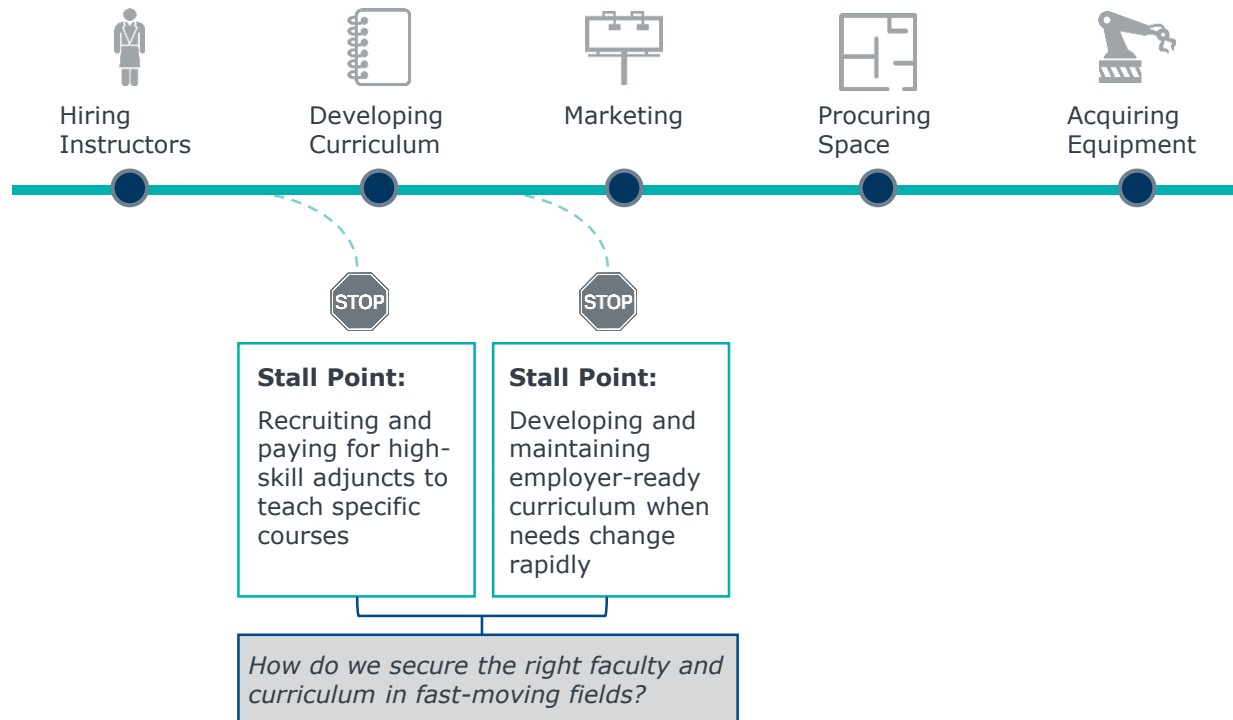 Hiring
Instructors
Developing
Curriculum
Marketing
Procuring
Space
Acquiring
Equipment
STOP
STOP
Stall Point:
Recruiting and
paying for high-
skill adjuncts to
teach specific
courses
Stall Point:
Developing and
maintaining
employer-ready
curriculum when
needs change
rapidly
How do we secure the right faculty and
curriculum in fast-moving fields?